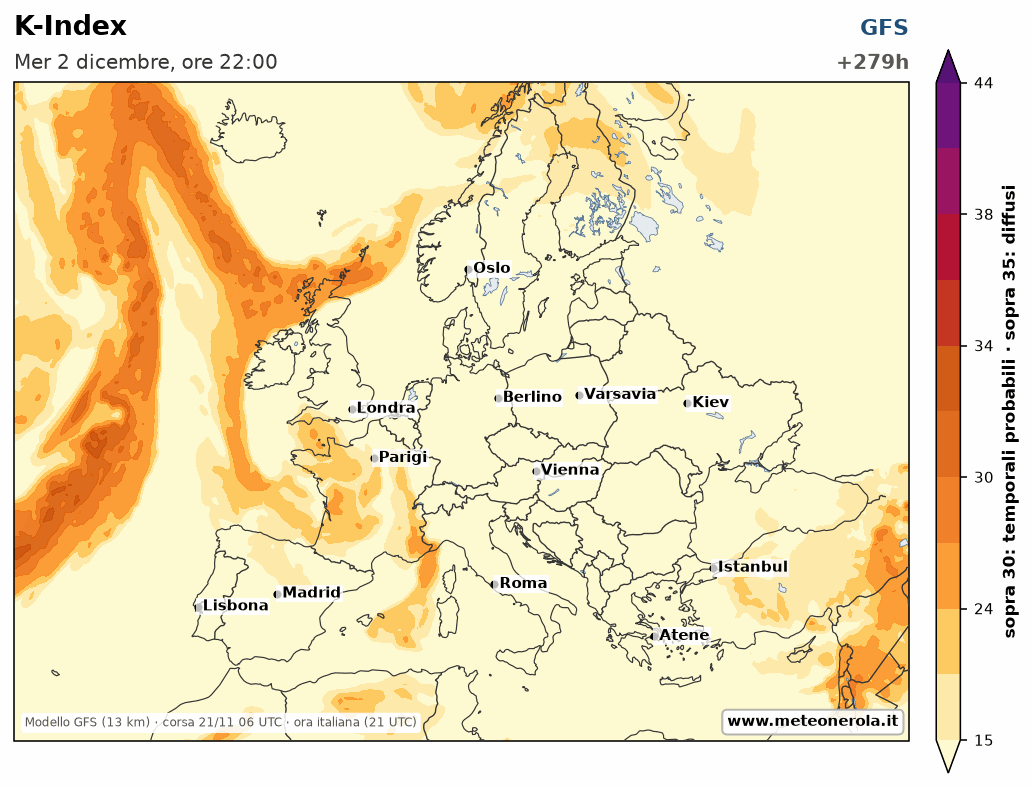 K-Index
GFS
Mer 2 dicembre, ore 22:00
+279h
44
38
34
30
24
15
sopra 30: temporali probabili · sopra 35: diffusi
Oslo
Berlino
Varsavia
Kiev
Londra
Parigi
Vienna
Istanbul
Roma
Madrid
Lisbona
Atene
Modello GFS (13 km) · corsa 21/11 06 UTC · ora italiana (21 UTC)
www.meteonerola.it